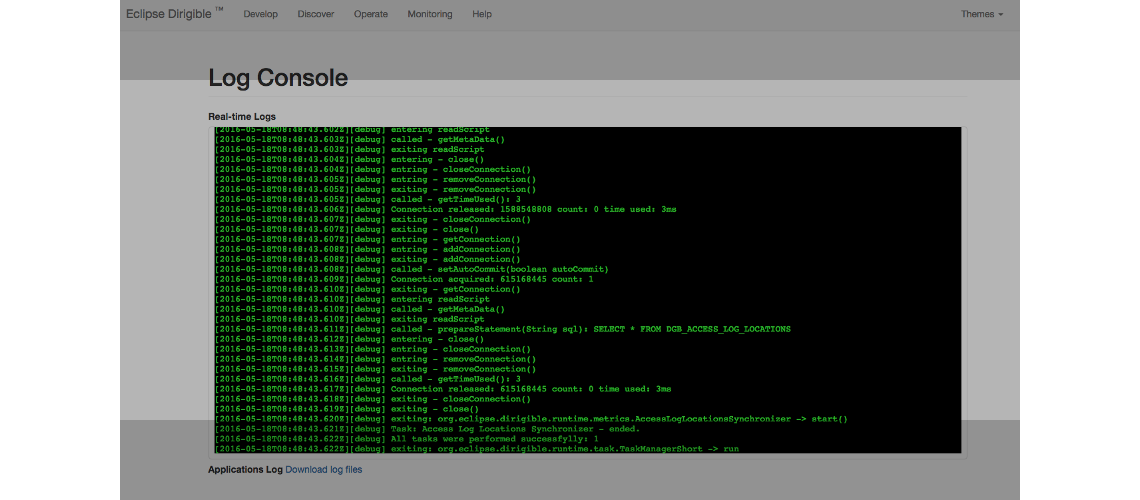 Eclipse Dirigible ™ Develop Discover Operate Monitoring Help Themes
Log Console
Real-time Logs
[2016-05-18T08:48:43.602Z][debug] entering readScript
[2016-05-18T08:48:43.603Z][debug] called - getMetaData()
[2016-05-18T08:48:43.603Z][debug] exiting readScript
[2016-05-18T08:48:43.604Z][debug] entering - close()
[2016-05-18T08:48:43.604Z][debug] entring - closeConnection()
[2016-05-18T08:48:43.605Z][debug] entring - removeConnection()
[2016-05-18T08:48:43.605Z][debug] exiting - removeConnection()
[2016-05-18T08:48:43.605Z][debug] called - getTimeUsed(): 3
[2016-05-18T08:48:43.606Z][debug] Connection released: 1588548808 count: 0 time used: 3ms
[2016-05-18T08:48:43.607Z][debug] exiting - closeConnection()
[2016-05-18T08:48:43.607Z][debug] exiting - close()
[2016-05-18T08:48:43.607Z][debug] entring - getConnection()
[2016-05-18T08:48:43.608Z][debug] entring - addConnection()
[2016-05-18T08:48:43.608Z][debug] exiting - addConnection()
[2016-05-18T08:48:43.608Z][debug] called - setAutoCommit(boolean autoCommit)
[2016-05-18T08:48:43.609Z][debug] Connection acquired: 615168445 count: 1
[2016-05-18T08:48:43.610Z][debug] exiting - getConnection()
[2016-05-18T08:48:43.610Z][debug] entering readScript
[2016-05-18T08:48:43.610Z][debug] called - getMetaData()
[2016-05-18T08:48:43.610Z][debug] exiting readScript
[2016-05-18T08:48:43.611Z][debug] called - prepareStatement(String sql): SELECT * FROM DGB_ACCESS_LOG_LOCATIONS
[2016-05-18T08:48:43.612Z][debug] entering - close()
[2016-05-18T08:48:43.613Z][debug] entring - closeConnection()
[2016-05-18T08:48:43.614Z][debug] entring - removeConnection()
[2016-05-18T08:48:43.615Z][debug] exiting - removeConnection()
[2016-05-18T08:48:43.616Z][debug] called - getTimeUsed(): 3
[2016-05-18T08:48:43.617Z][debug] Connection released: 615168445 count: 0 time used: 3ms
[2016-05-18T08:48:43.618Z][debug] exiting - closeConnection()
[2016-05-18T08:48:43.619Z][debug] exiting - close()
[2016-05-18T08:48:43.620Z][debug] exiting: org.eclipse.dirigible.runtime.metrics.AccessLogLocationsSynchronizer -> start()
[2016-05-18T08:48:43.621Z][debug] Task: Access Log Locations Synchronizer - ended.
[2016-05-18T08:48:43.622Z][debug] All tasks were performed successfylly: 1
[2016-05-18T08:48:43.622Z][debug] exiting: org.eclipse.dirigible.runtime.task.TaskManagerShort -> run
Applications Log Download log files